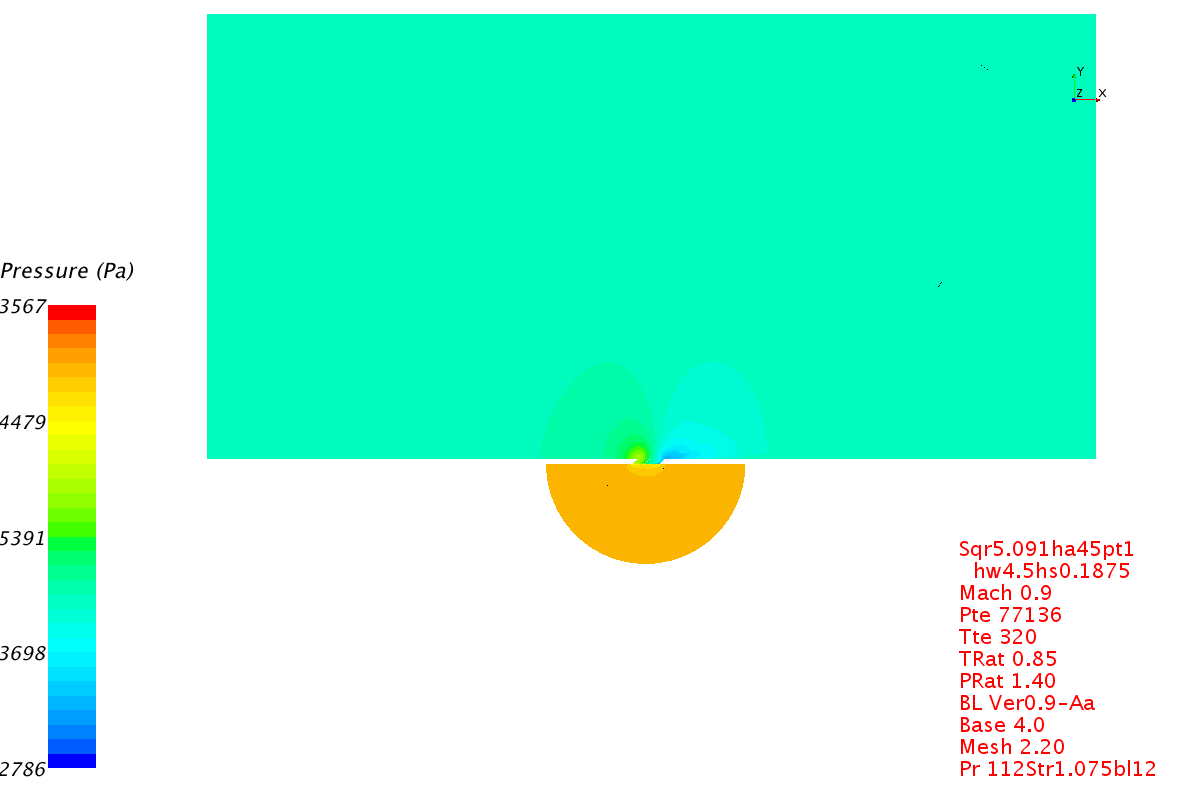 Y
Z X
Pressure (Pa)
3567
4479
5391
3698
2786
Sqr5.091ha45pt1
hw4.5hs0.1875
Mach 0.9
Pte 77136
Tte 320
TRat 0.85
PRat 1.40
BL Ver0.9-Aa
Base 4.0
Mesh 2.20
Pr 112Str1.075bl12